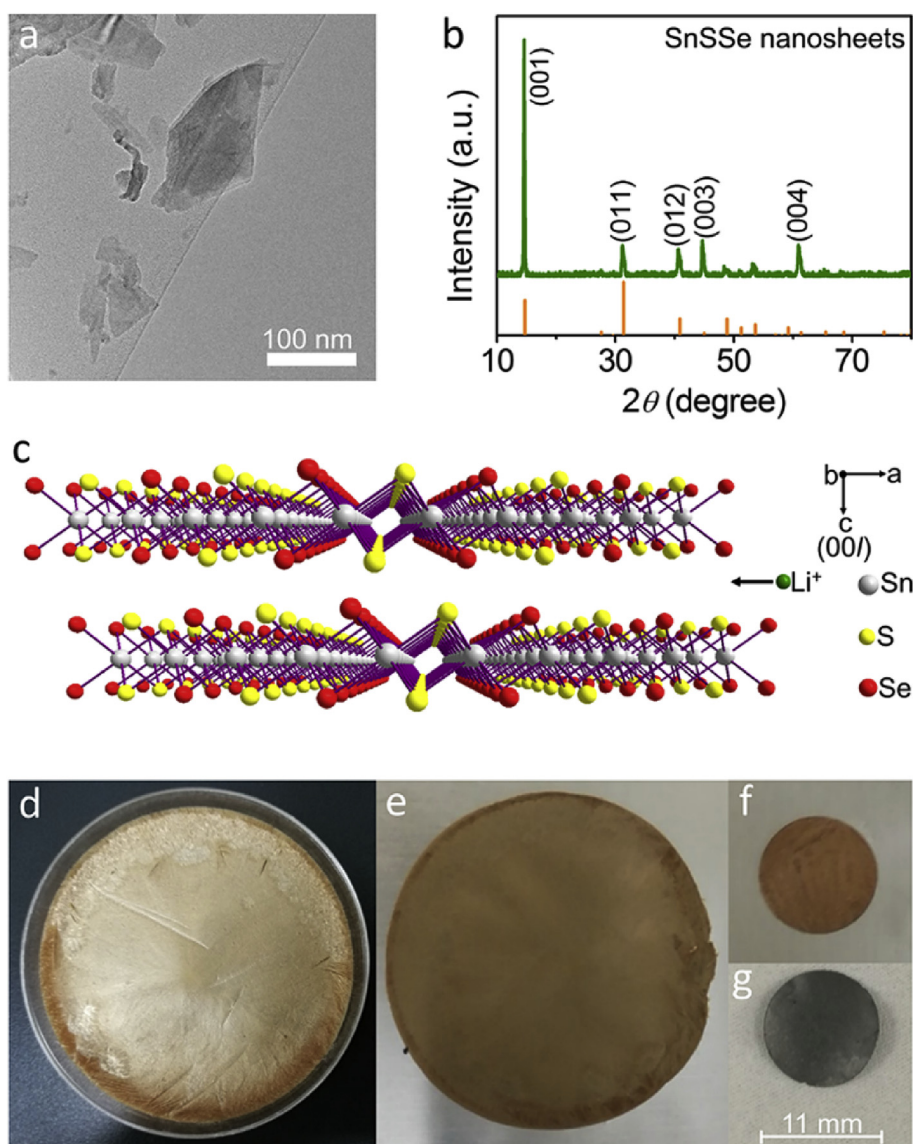 a
100 nm
b
SnSSe nanosheets
Intensity (a.u.)
(001)
(011)
(012)
(003)
(004)
10
30
50
70
2θ (degree)
c
b
a
c
(00l)
Li⁺
Sn
S
Se
d
e
f
g
11 mm